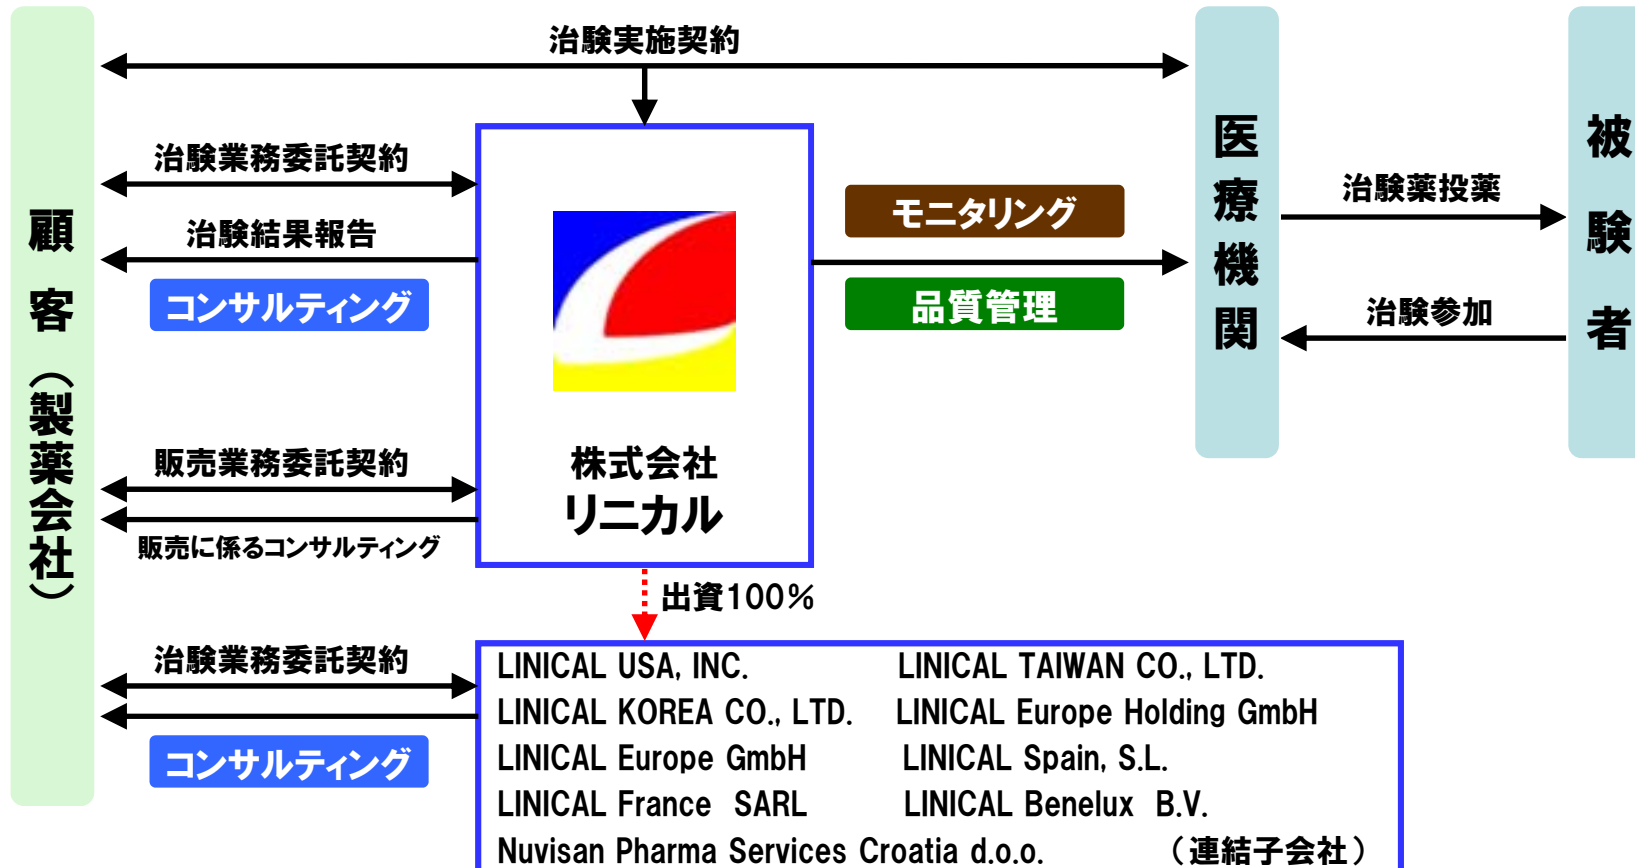 治験実施契約
顧客（製薬会社）
治験業務委託契約
治験結果報告
コンサルティング
販売業務委託契約
販売に係るコンサルティング
株式会社
リニカル
モニタリング
品質管理
医療機関
治験薬投薬
治験参加
被験者
出資100％
治験業務委託契約
コンサルティング
LINICAL USA, INC. LINICAL TAIWAN CO., LTD.
LINICAL KOREA CO., LTD. LINICAL Europe Holding GmbH
LINICAL Europe GmbH LINICAL Spain, S.L.
LINICAL France SARL LINICAL Benelux B.V.
Nuvisan Pharma Services Croatia d.o.o. （連結子会社）